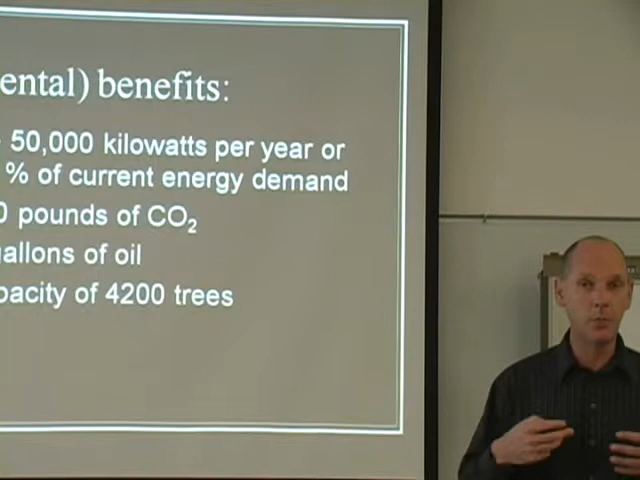 ental) benefits:
50,000 kilowatts per year or
% of current energy demand
0 pounds of CO₂
allons of oil
pacity of 4200 trees